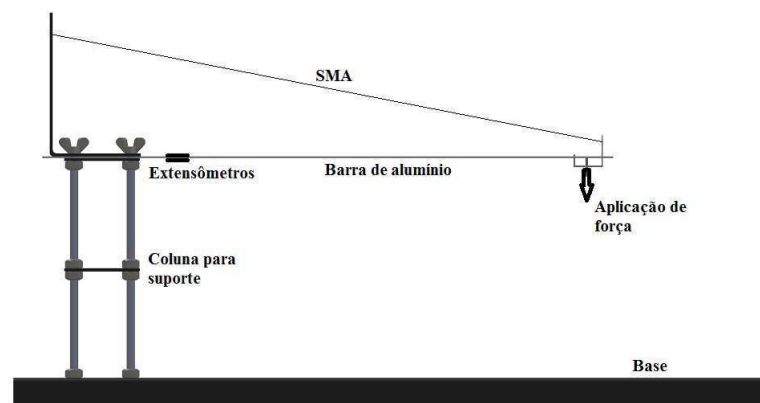 SMA
Extensômetros
Barra de alumínio
Aplicação de
força
Coluna para
suporte
Base